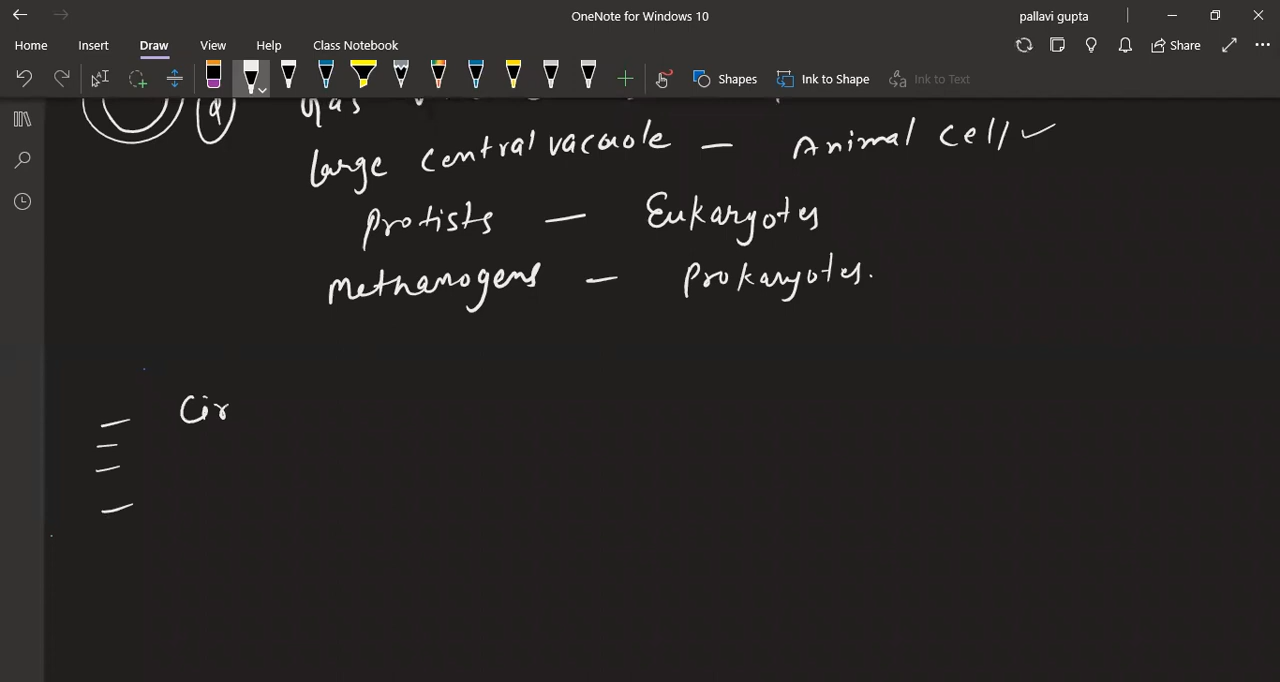 OneNote for Windows 10
pallavi gupta
Home Insert Draw View Help Class Notebook
Share
Shapes Ink to Shape Ink to Text
large central vacuole — Animal cell ✓
protists — Eukaryotes
Methanogens — Prokaryotes.
Cir